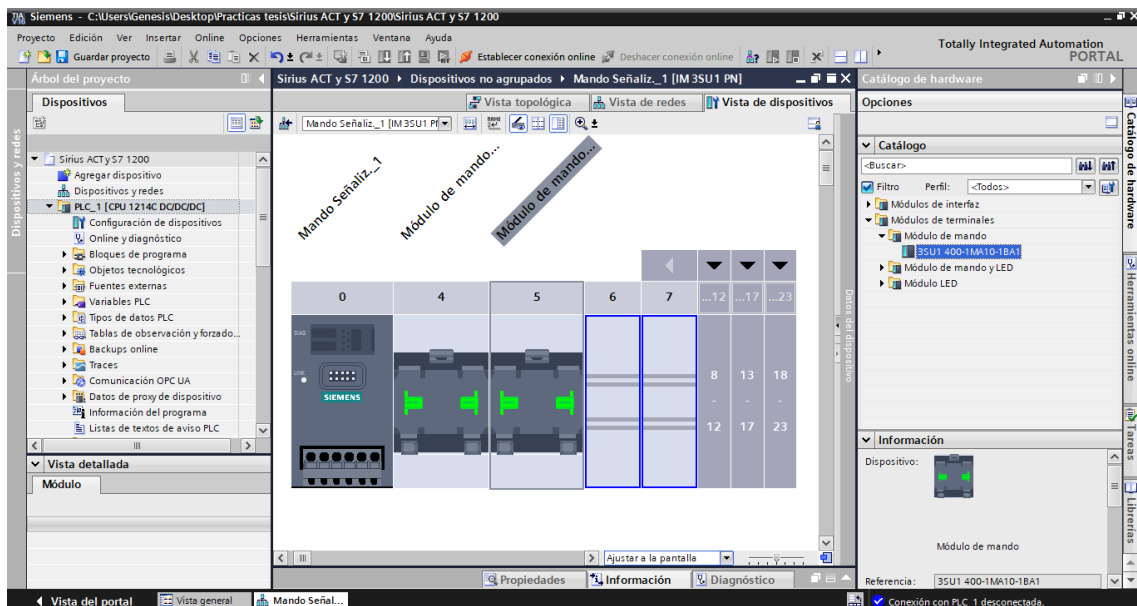 Siemens - C:\Users\Genesis\Desktop\Practicas tesis\Sirius ACT y S7 1200\Sirius ACT y S7 1200
Proyecto Edición Ver Insertar Online Opciones Herramientas Ventana Ayuda
Totally Integrated Automation
PORTAL
Guardar proyecto
Establecer conexión online
Deshacer conexión online
Árbol del proyecto
Dispositivos
Dispositivos y redes
Sirius ACT y S7 1200
Agregar dispositivo
Dispositivos y redes
PLC_1 [CPU 1214C DC/DC/DC]
Configuración de dispositivos
Online y diagnóstico
Bloques de programa
Objetos tecnológicos
Fuentes externas
Variables PLC
Tipos de datos PLC
Tablas de observación y forzado...
Backups online
Traces
Comunicación OPC UA
Datos de proxy de dispositivo
Información del programa
Listas de textos de aviso PLC
Vista detallada
Módulo
Sirius ACT y S7 1200 Dispositivos no agrupados Mando Señaliz._1 [IM 3SU1 PN]
Vista topológica
Vista de redes
Vista de dispositivos
Mando Señaliz._1 [IM 3SU1 PN
Mando Señaliz._1
Módulo de mando...
Módulo de mando...
0 4 5 6 7 ...12 ...17 ...23
DIAG
LINK
SIEMENS
8 13 18
- - -
12 17 23
Datos del dispositivo
Ajustar a la pantalla
Propiedades
Información
Diagnóstico
Catálogo de hardware
Opciones
Catálogo
<Buscar>
Filtro Perfil: <Todos>
Módulos de interfaz
Módulos de terminales
Módulo de mando
3SU1 400-1MA10-1BA1
Módulo de mando y LED
Módulo LED
Información
Dispositivo:
Módulo de mando
Referencia: 3SU1 400-1MA10-1BA1
Catálogo de hardware
Herramientas online
Tareas
Librerías
Vista del portal
Vista general
Mando Señal...
Conexión con PLC_1 desconectada.